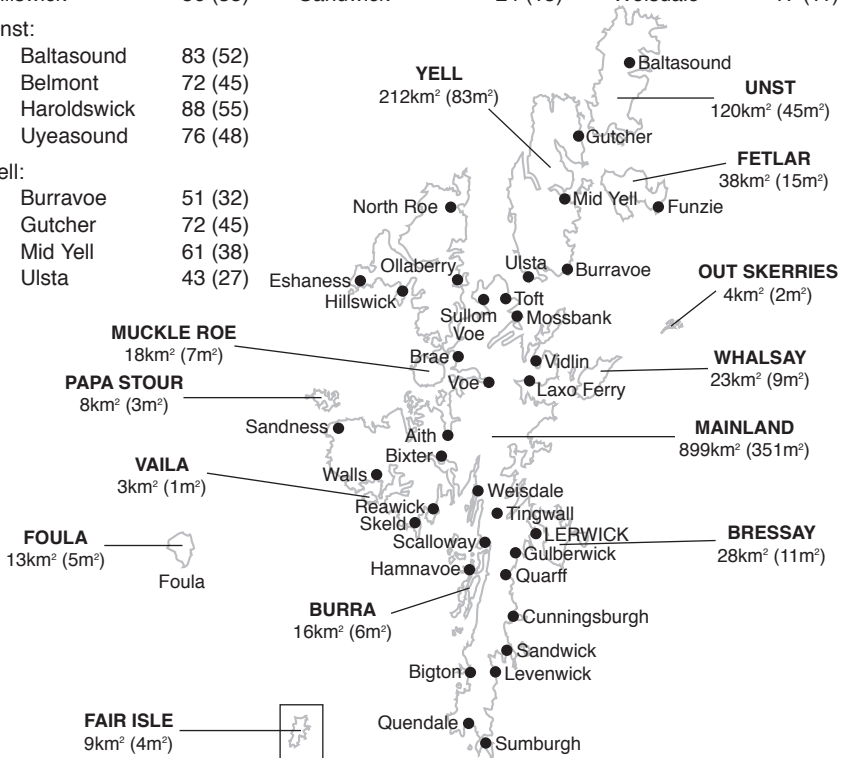 nst:
Baltasound 83 (52)
Belmont 72 (45)
Haroldswick 88 (55)
Uyeasound 76 (48)
ell:
Burravoe 51 (32)
Gutcher 72 (45)
Mid Yell 61 (38)
Ulsta 43 (27)
YELL
212km² (83m²)
Baltasound
UNST
120km² (45m²)
Gutcher
FETLAR
38km² (15m²)
Mid Yell
Funzie
North Roe
Ollaberry
Ulsta
Burravoe
Eshaness
Hillswick
Toft
Sullom
Voe
Mossbank
OUT SKERRIES
4km² (2m²)
MUCKLE ROE
18km² (7m²)
Brae
Vidlin
WHALSAY
23km² (9m²)
PAPA STOUR
8km² (3m²)
Voe
Laxo Ferry
Sandness
Aith
MAINLAND
899km² (351m²)
Bixter
VAILA
3km² (1m²)
Walls
Weisdale
Reawick
Tingwall
Skeld
LERWICK
BRESSAY
28km² (11m²)
Scalloway
Gulberwick
FOULA
13km² (5m²)
Foula
Hamnavoe
Quarff
BURRA
16km² (6m²)
Cunningsburgh
Sandwick
Bigton
Levenwick
FAIR ISLE
9km² (4m²)
Quendale
Sumburgh